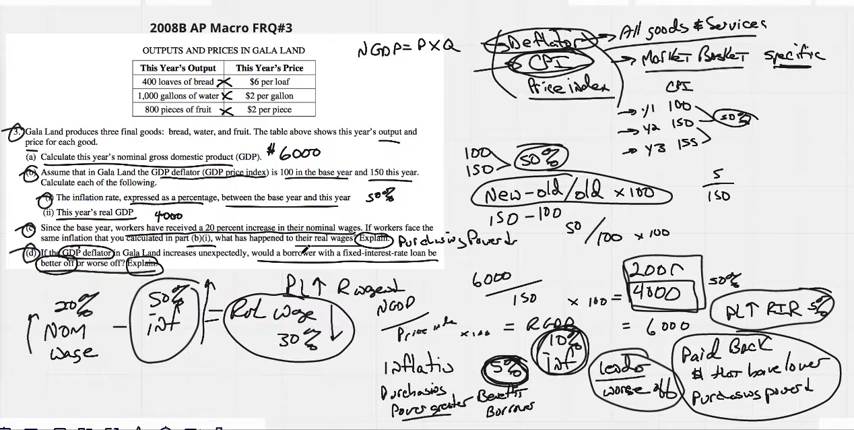 2008B AP Macro FRQ#3
OUTPUTS AND PRICES IN GALA LAND
This Year's Output This Year's Price
400 loaves of bread $6 per loaf
1,000 gallons of water $2 per gallon
800 pieces of fruit $2 per piece
3. Gala Land produces three final goods: bread, water, and fruit. The table above shows this year's output and
price for each good.
(a) Calculate this year's nominal gross domestic product (GDP). $6000
(b) Assume that in Gala Land the GDP deflator (GDP price index) is 100 in the base year and 150 this year.
Calculate each of the following.
(i) The inflation rate, expressed as a percentage, between the base year and this year 50%
(ii) This year's real GDP 4000
(c) Since the base year, workers have received a 20 percent increase in their nominal wages. If workers face the
same inflation that you calculated in part (b)(i), what has happened to their real wages? Explain.
(d) If the GDP deflator in Gala Land increases unexpectedly, would a borrower with a fixed-interest-rate loan be
better off or worse off? Explain.
NGDP = P X Q
Deflator → All goods & Services
CPI → Market Basket specific
Price index
CPI
→ Y1 100
→ Y2 150 50%
→ Y3 155
100
150 50%
New-old/old x 100
150 - 100
50/100 x 100
5
150
PL↑ R wages↓
20% Nom wage - 50% inf = Real wage 30% ↓
6000
150 x 100 = 4000
50%
NGDP
x 100 = RGDP
= 6000
PL↑ RIR 5%
10% inf
Inflatio 5%
Purchasing
Power greater
Benefit
Borrower
lender
worse off
Paid Back
$ that have lower
Purchasing power